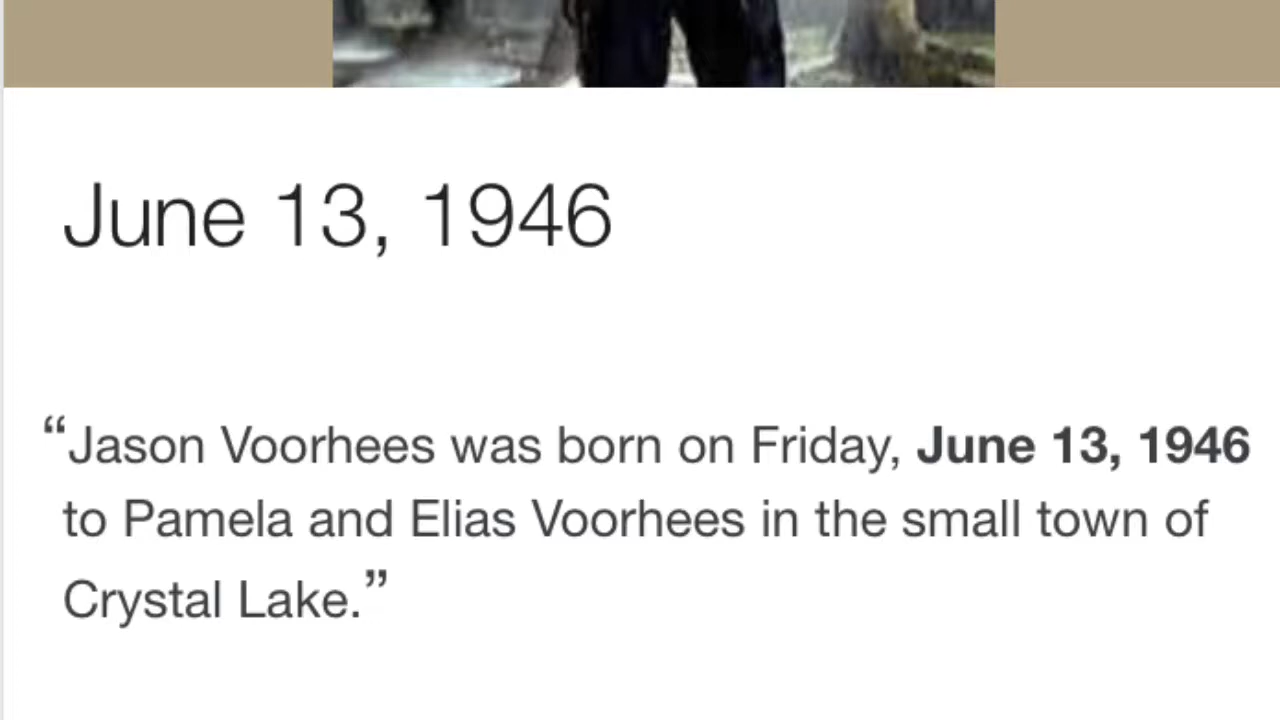 June 13, 1946
“Jason Voorhees was born on Friday, June 13, 1946
to Pamela and Elias Voorhees in the small town of
Crystal Lake.”